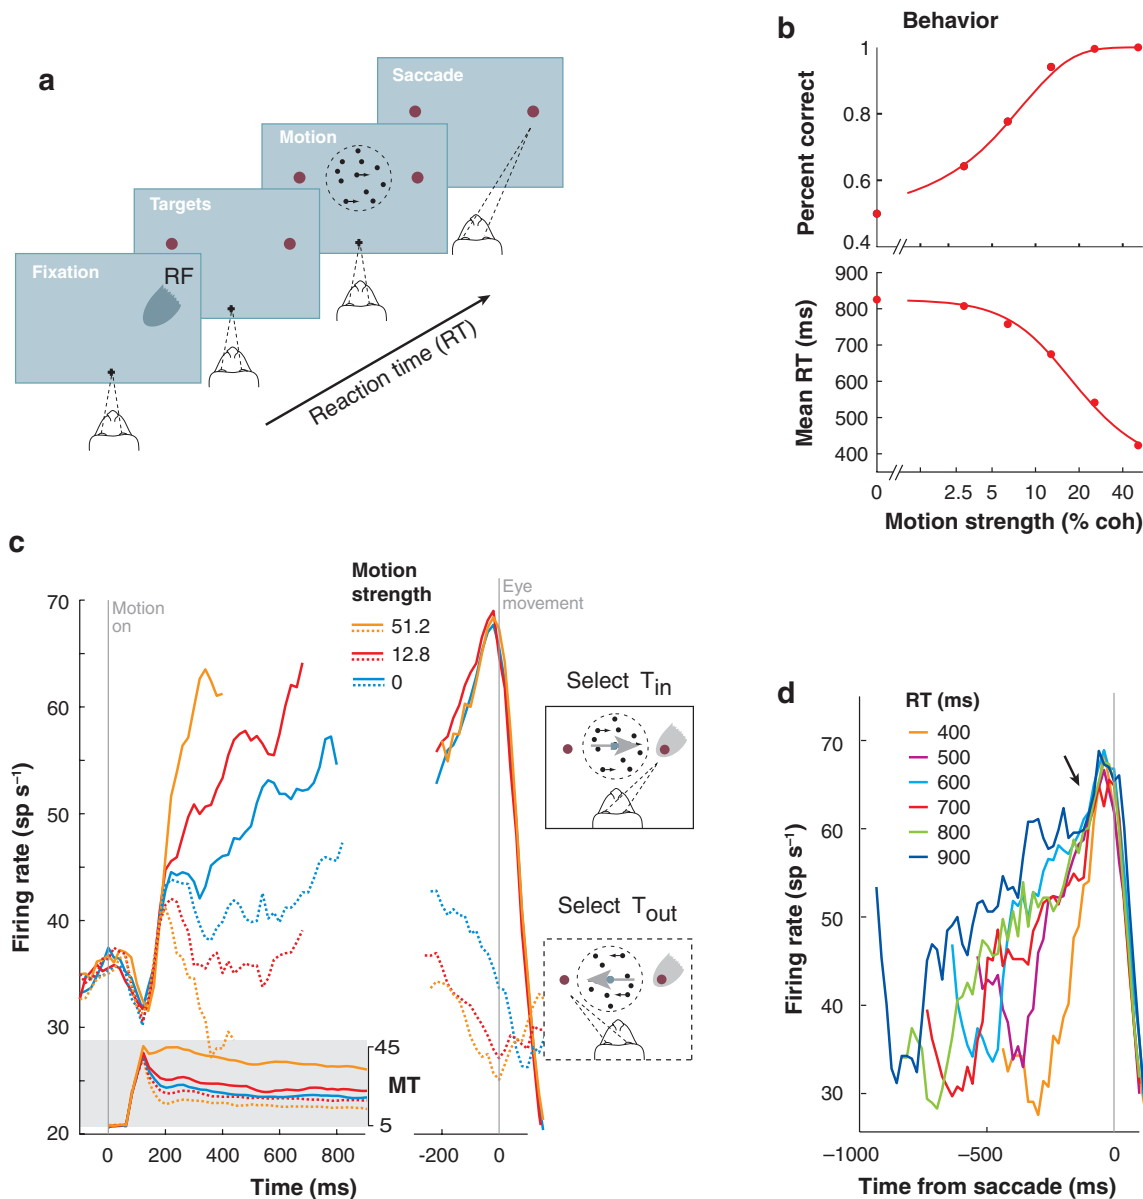 a
Fixation
RF
Targets
Motion
Saccade
Reaction time (RT)
b
Behavior
Percent correct
1
0.8
0.6
0.4
Mean RT (ms)
900
800
700
600
500
400
0 2.5 5 10 20 40
Motion strength (% coh)
c
Firing rate (sp s⁻¹)
70
60
50
40
30
20
Motion
on
Motion
strength
51.2
12.8
0
Eye
movement
45
MT
5
0 200 400 600 800
-200 0
Time (ms)
Select Tin
Select Tout
d
RT (ms)
400
500
600
700
800
900
Firing rate (sp s⁻¹)
70
60
50
40
30
−1000 −500 0
Time from saccade (ms)